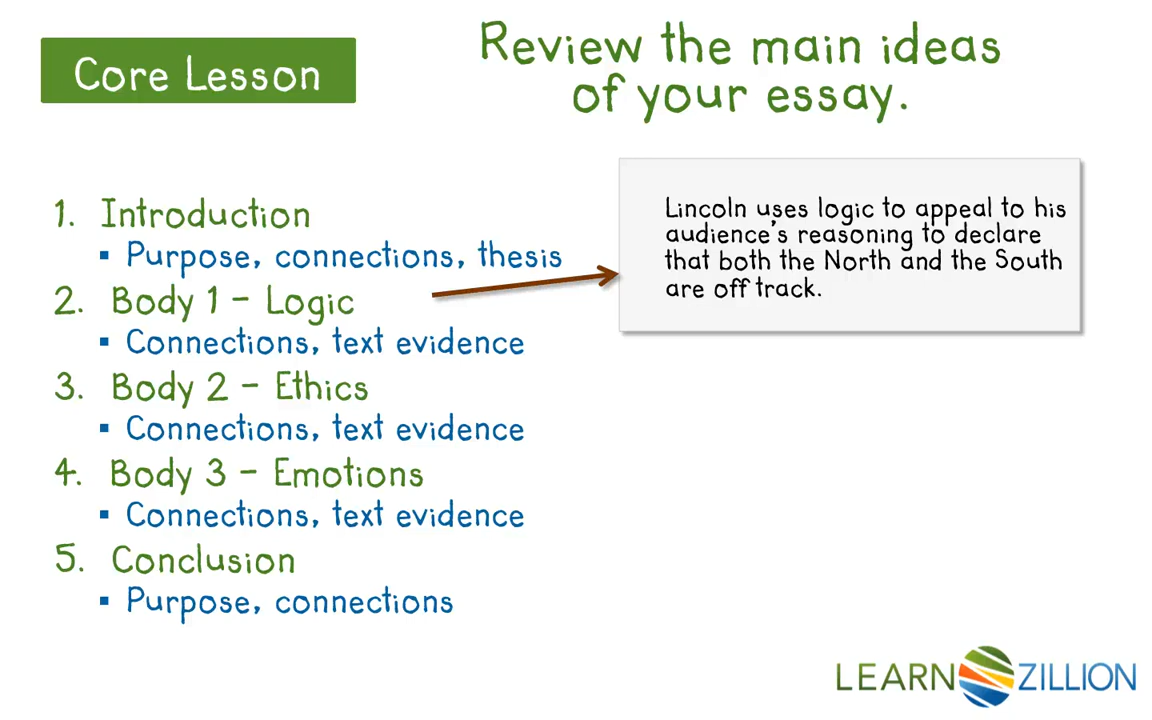 Core Lesson
Review the main ideas
of your essay.
1. Introduction
▪ Purpose, connections, thesis
2. Body 1 – Logic
▪ Connections, text evidence
3. Body 2 – Ethics
▪ Connections, text evidence
4. Body 3 – Emotions
▪ Connections, text evidence
5. Conclusion
▪ Purpose, connections
Lincoln uses logic to appeal to his
audience's reasoning to declare
that both the North and the South
are off track.
LEARN ZILLION